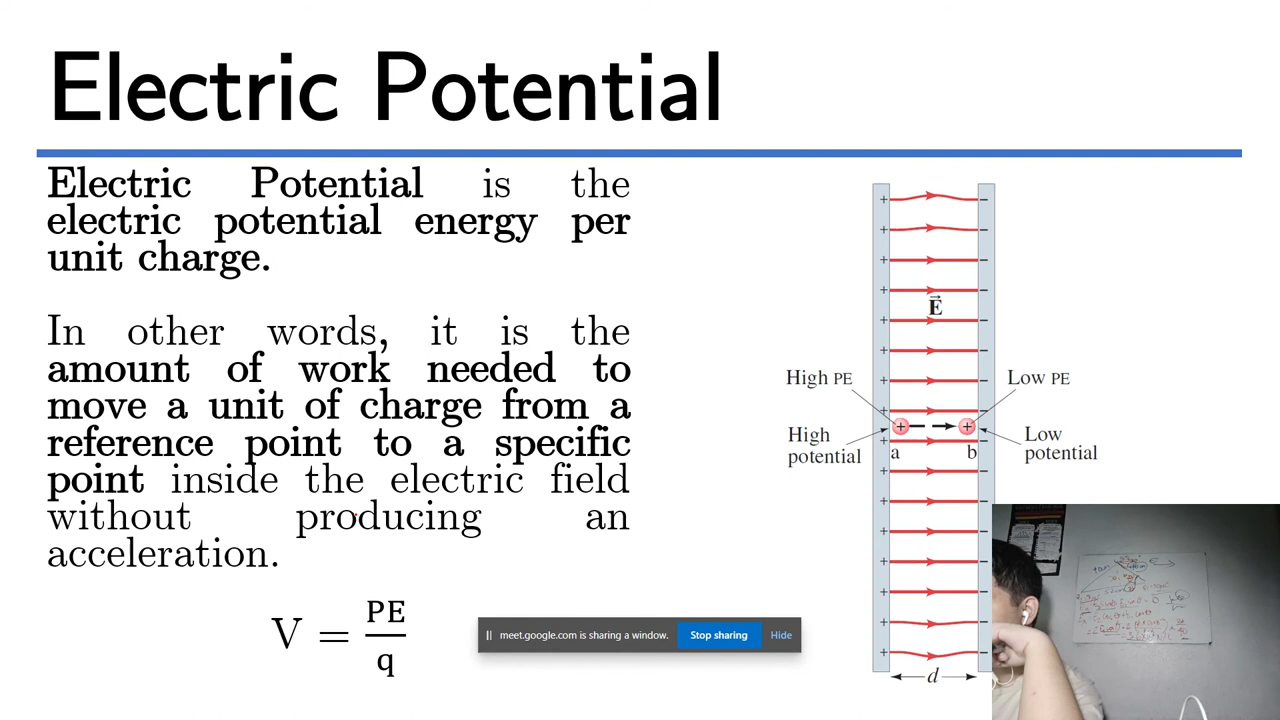 Electric Potential
Electric Potential is the
electric potential energy per
unit charge.
In other words, it is the
amount of work needed to
move a unit of charge from a
reference point to a specific
point inside the electric field
without producing an
acceleration.
V = PE
q
E
High PE
Low PE
High
potential
a
b
Low
potential
d
meet.google.com is sharing a window.
Stop sharing
Hide